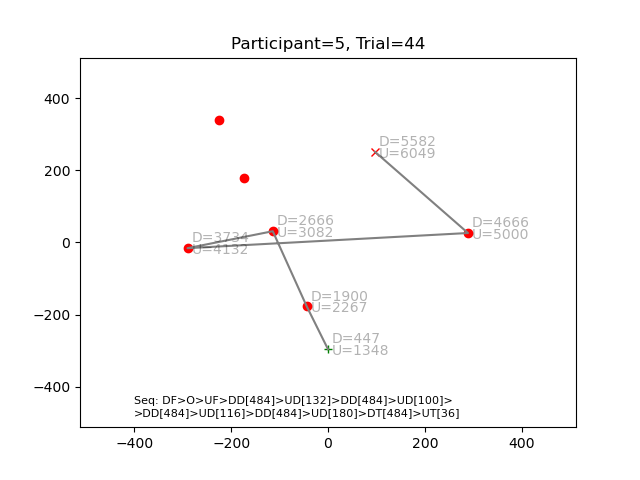 Participant=5, Trial=44
400
200
0
−200
−400
−400
−200
0
200
400
D=5582
U=6049
D=2666
U=3082
D=4666
U=5000
D=3734
U=4132
D=1900
U=2267
D=447
U=1348
Seq: DF>O>UF>DD[484]>UD[132]>DD[484]>UD[100]>
>DD[484]>UD[116]>DD[484]>UD[180]>DT[484]>UT[36]